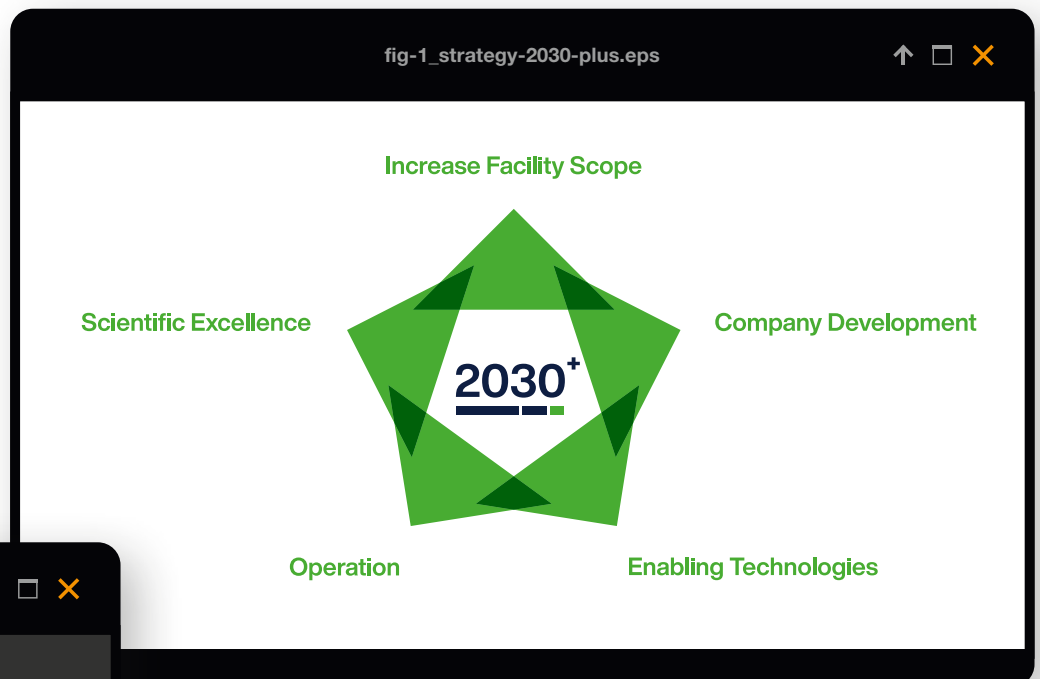 fig-1_strategy-2030-plus.eps
Increase Facility Scope
Scientific Excellence
Company Development
2030+
Operation
Enabling Technologies